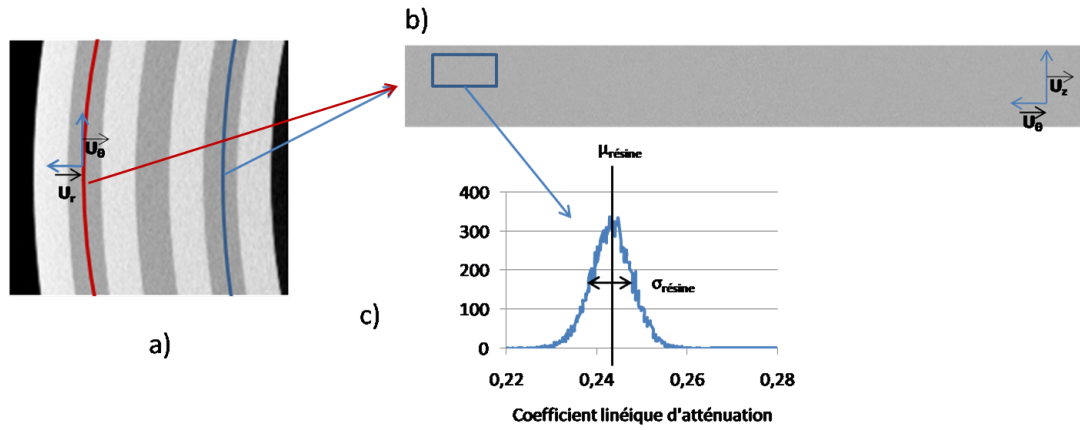 b)
U_z
U_θ
U_θ
U_r
a)
μ_résine
400
300
200
100
0
σ_résine
c)
0,22
0,24
0,26
0,28
Coefficient linéique d'atténuation